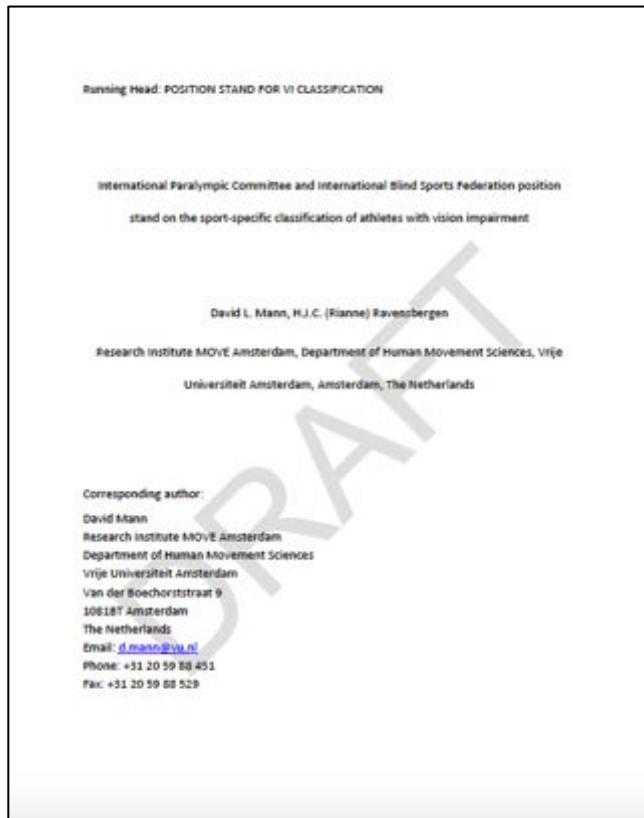 Running Head: POSITION STAND FOR VI CLASSIFICATION
International Paralympic Committee and International Blind Sports Federation position
stand on the sport-specific classification of athletes with vision impairment
David L. Mann, H.J.C. (Rianne) Ravensbergen
Research Institute MOVE Amsterdam, Department of Human Movement Sciences, Vrije
Universiteit Amsterdam, Amsterdam, The Netherlands
DRAFT
Corresponding author:
David Mann
Research Institute MOVE Amsterdam
Department of Human Movement Sciences
Vrije Universiteit Amsterdam
Van der Boechorststraat 9
1081BT Amsterdam
The Netherlands
Email: d.mann@vu.nl
Phone: +31 20 59 88 451
Fax: +31 20 59 88 529